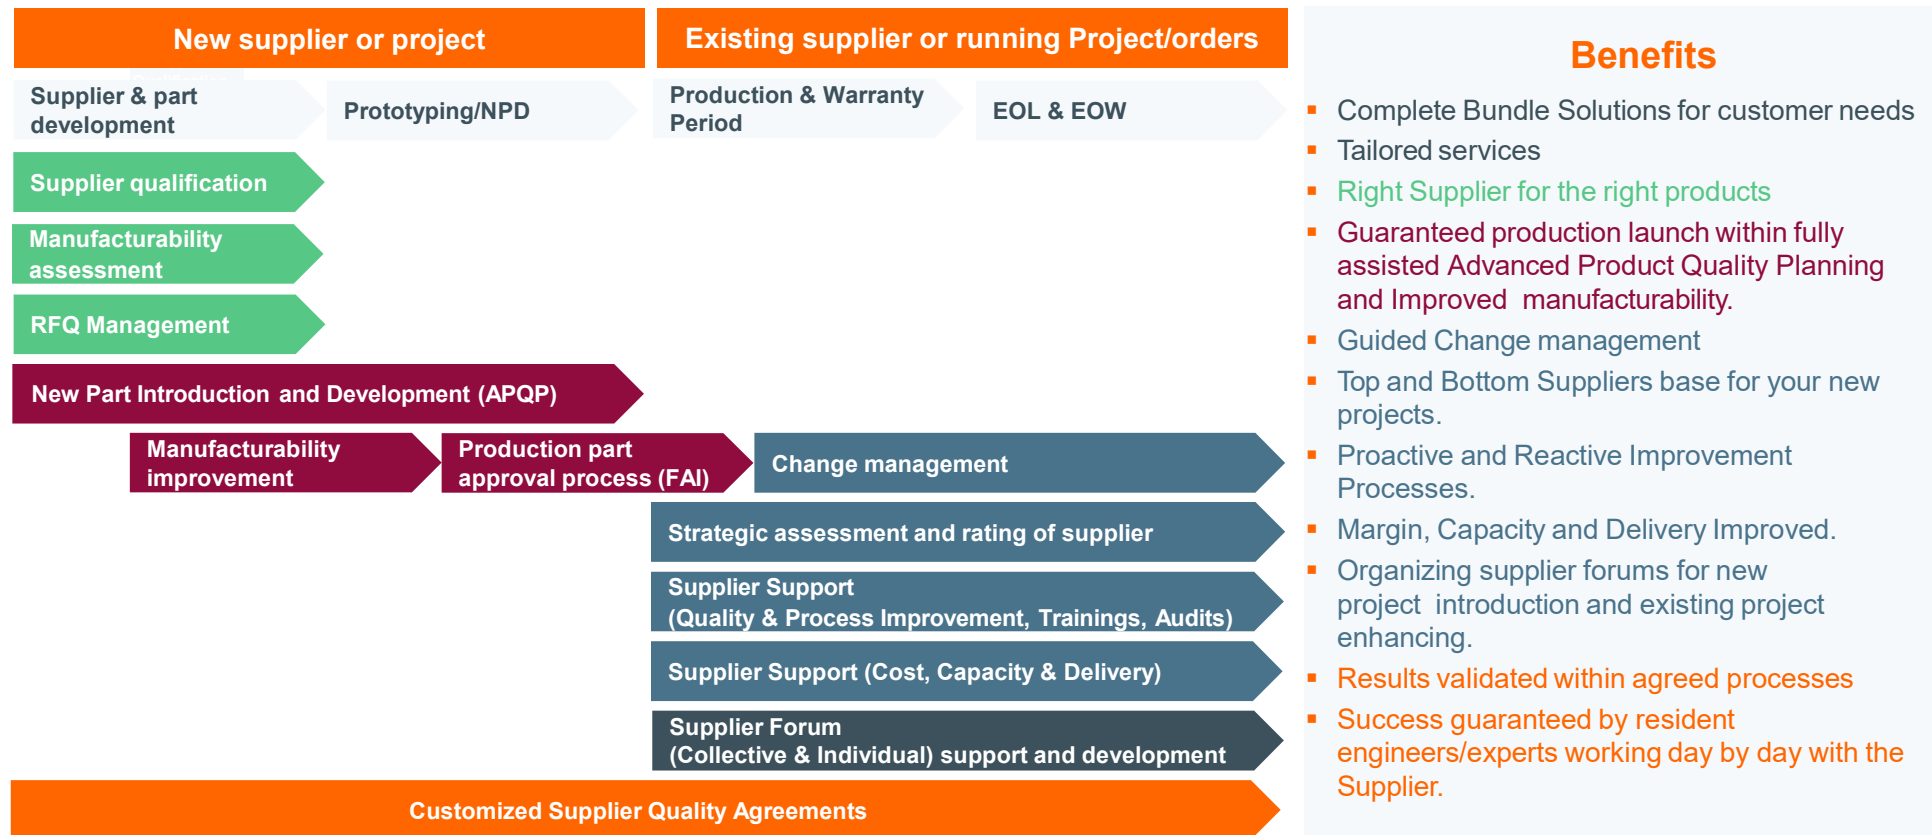 New supplier or project
Existing supplier or running Project/orders
Supplier & part
development
Prototyping/NPD
Production & Warranty
Period
EOL & EOW
Supplier qualification
Manufacturability
assessment
RFQ Management
New Part Introduction and Development (APQP)
Manufacturability
improvement
Production part
approval process (FAI)
Change management
Strategic assessment and rating of supplier
Supplier Support
(Quality & Process Improvement, Trainings, Audits)
Supplier Support (Cost, Capacity & Delivery)
Supplier Forum
(Collective & Individual) support and development
Customized Supplier Quality Agreements
Benefits
▪ Complete Bundle Solutions for customer needs
▪ Tailored services
▪ Right Supplier for the right products
▪ Guaranteed production launch within fully
assisted Advanced Product Quality Planning
and Improved manufacturability.
▪ Guided Change management
▪ Top and Bottom Suppliers base for your new
projects.
▪ Proactive and Reactive Improvement
Processes.
▪ Margin, Capacity and Delivery Improved.
▪ Organizing supplier forums for new
project introduction and existing project
enhancing.
▪ Results validated within agreed processes
▪ Success guaranteed by resident
engineers/experts working day by day with the
Supplier.